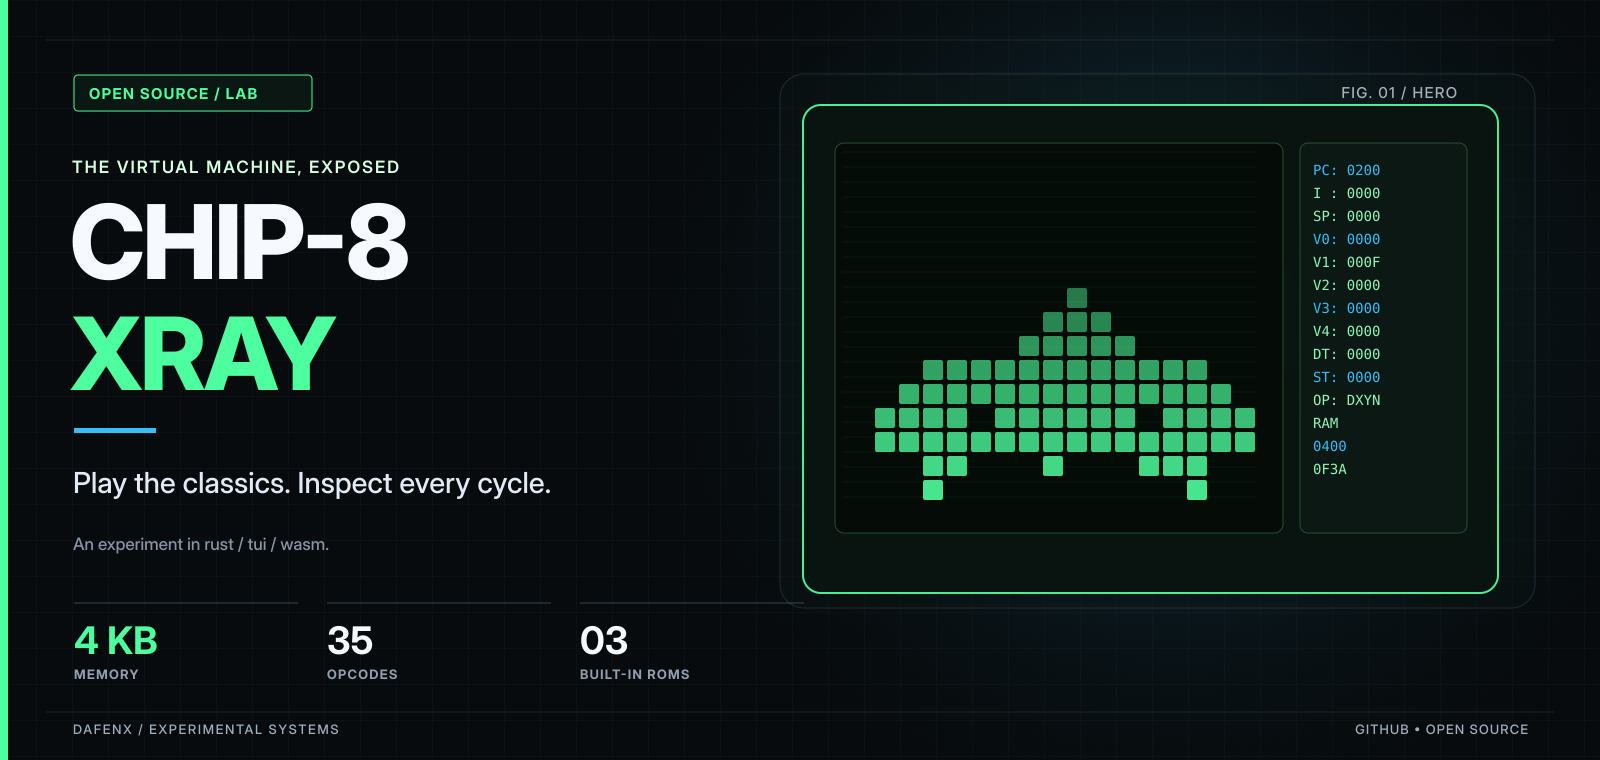 OPEN SOURCE / LAB
THE VIRTUAL MACHINE, EXPOSED
CHIP-8
XRAY
Play the classics. Inspect every cycle.
An experiment in rust / tui / wasm.
4 KB
MEMORY
35
OPCODES
03
BUILT-IN ROMS
FIG. 01 / HERO
PC: 0200
I : 0000
SP: 0000
V0: 0000
V1: 000F
V2: 0000
V3: 0000
V4: 0000
DT: 0000
ST: 0000
OP: DXYN
RAM
0400
0F3A
DAFENX / EXPERIMENTAL SYSTEMS
GITHUB • OPEN SOURCE